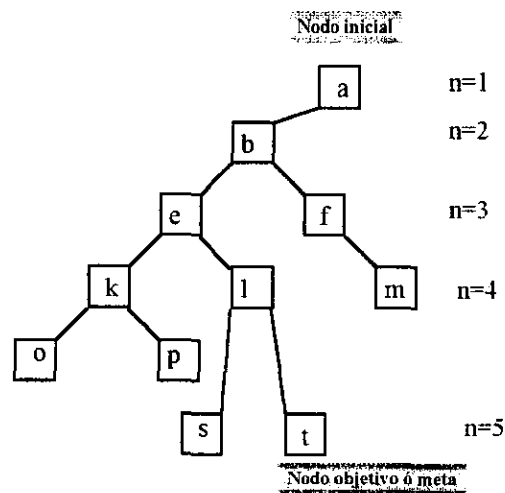 Nodo inicial
a n=1
b n=2
e f n=3
k l m n=4
o p
s t n=5
Nodo objetivo ó meta